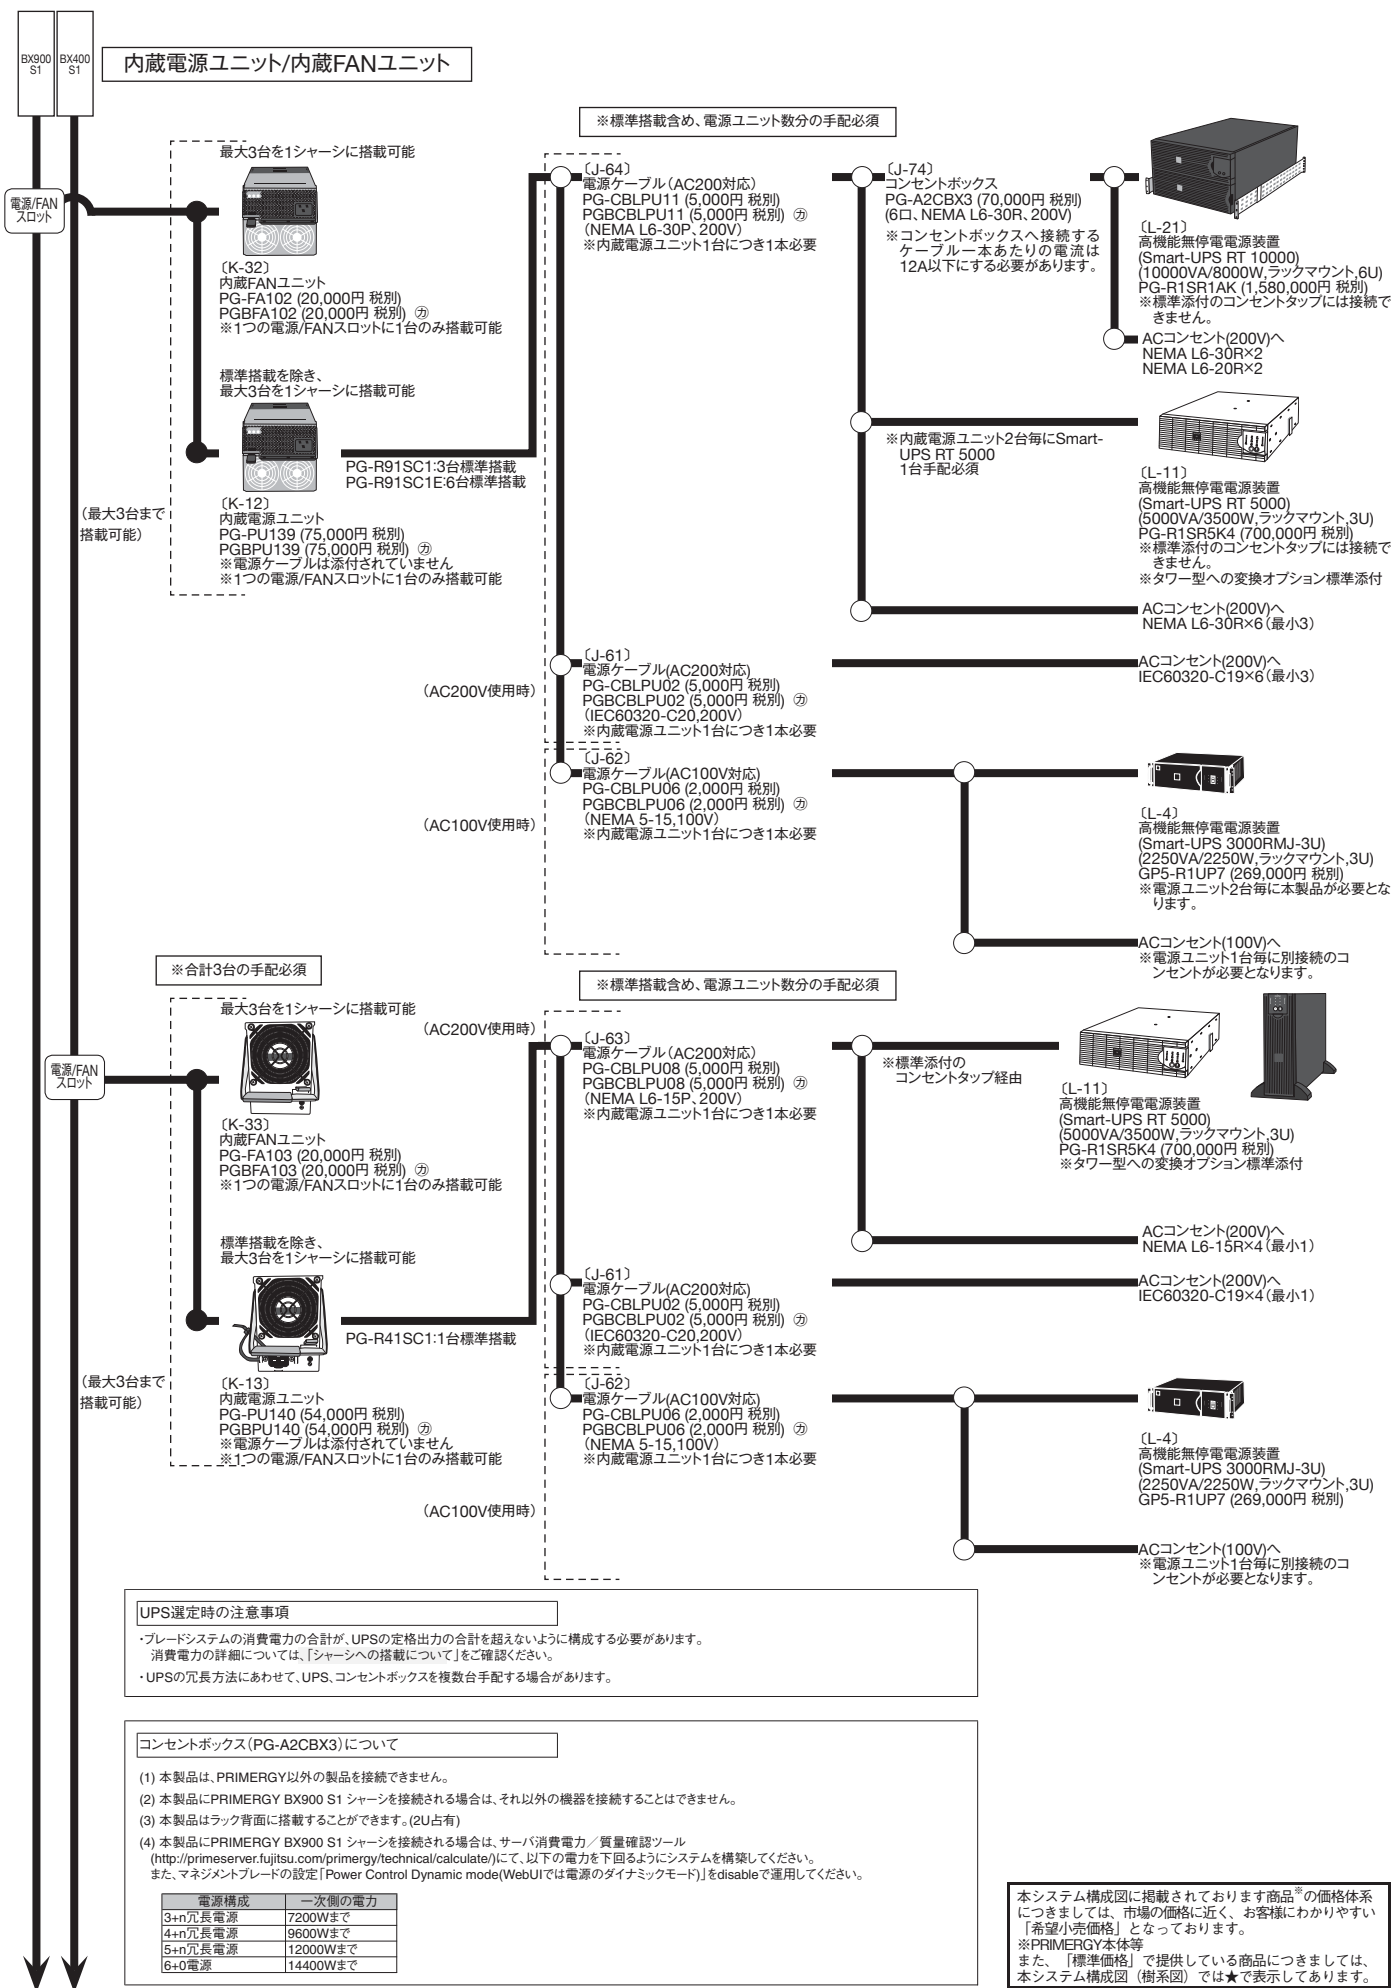 BX900
S1
BX400
S1
内蔵電源ユニット/内蔵FANユニット
※標準搭載含め、電源ユニット数分の手配必須
電源/FAN
スロット
最大3台を1シャーシに搭載可能
〔K-32〕
内蔵FANユニット
PG-FA102 (20,000円 税別)
PGBFA102 (20,000円 税別) ㋕
※1つの電源/FANスロットに1台のみ搭載可能
標準搭載を除き、
最大3台を1シャーシに搭載可能
PG-R91SC1:3台標準搭載
PG-R91SC1E:6台標準搭載
(最大3台まで
搭載可能)
〔K-12〕
内蔵電源ユニット
PG-PU139 (75,000円 税別)
PGBPU139 (75,000円 税別) ㋕
※電源ケーブルは添付されていません
※1つの電源/FANスロットに1台のみ搭載可能
〔J-64〕
電源ケーブル(AC200対応)
PG-CBLPU11 (5,000円 税別)
PGBCBLPU11 (5,000円 税別) ㋕
(NEMA L6-30P、200V)
※内蔵電源ユニット1台につき1本必要
〔J-74〕
コンセントボックス
PG-A2CBX3 (70,000円 税別)
(6口、NEMA L6-30R、200V)
※コンセントボックスへ接続する
ケーブル一本あたりの電流は
12A以下にする必要があります。
〔L-21〕
高機能無停電電源装置
(Smart-UPS RT 10000)
(10000VA/8000W,ラックマウント,6U)
PG-R1SR1AK (1,580,000円 税別)
※標準添付のコンセントタップには接続で
きません。
ACコンセント(200V)へ
NEMA L6-30R×2
NEMA L6-20R×2
※内蔵電源ユニット2台毎にSmart-
UPS RT 5000
1台手配必須
〔L-11〕
高機能無停電電源装置
(Smart-UPS RT 5000)
(5000VA/3500W,ラックマウント,3U)
PG-R1SR5K4 (700,000円 税別)
※標準添付のコンセントタップには接続で
きません。
※タワー型への変換オプション標準添付
ACコンセント(200V)へ
NEMA L6-30R×6(最小3)
(AC200V使用時)
〔J-61〕
電源ケーブル(AC200対応)
PG-CBLPU02 (5,000円 税別)
PGBCBLPU02 (5,000円 税別) ㋕
(IEC60320-C20,200V)
※内蔵電源ユニット1台につき1本必要
ACコンセント(200V)へ
IEC60320-C19×6(最小3)
(AC100V使用時)
〔J-62〕
電源ケーブル(AC100V対応)
PG-CBLPU06 (2,000円 税別)
PGBCBLPU06 (2,000円 税別) ㋕
(NEMA 5-15,100V)
※内蔵電源ユニット1台につき1本必要
〔L-4〕
高機能無停電電源装置
(Smart-UPS 3000RMJ-3U)
(2250VA/2250W,ラックマウント,3U)
GP5-R1UP7 (269,000円 税別)
※電源ユニット2台毎に本製品が必要とな
ります。
ACコンセント(100V)へ
※電源ユニット1台毎に別接続のコ
ンセントが必要となります。
※合計3台の手配必須
※標準搭載含め、電源ユニット数分の手配必須
電源/FAN
スロット
最大3台を1シャーシに搭載可能
〔K-33〕
内蔵FANユニット
PG-FA103 (20,000円 税別)
PGBFA103 (20,000円 税別) ㋕
※1つの電源/FANスロットに1台のみ搭載可能
標準搭載を除き、
最大3台を1シャーシに搭載可能
PG-R41SC1:1台標準搭載
(最大3台まで
搭載可能)
〔K-13〕
内蔵電源ユニット
PG-PU140 (54,000円 税別)
PGBPU140 (54,000円 税別) ㋕
※電源ケーブルは添付されていません
※1つの電源/FANスロットに1台のみ搭載可能
(AC200V使用時)
〔J-63〕
電源ケーブル(AC200対応)
PG-CBLPU08 (5,000円 税別)
PGBCBLPU08 (5,000円 税別) ㋕
(NEMA L6-15P、200V)
※内蔵電源ユニット1台につき1本必要
※標準添付の
コンセントタップ経由
〔L-11〕
高機能無停電電源装置
(Smart-UPS RT 5000)
(5000VA/3500W,ラックマウント,3U)
PG-R1SR5K4 (700,000円 税別)
※タワー型への変換オプション標準添付
ACコンセント(200V)へ
NEMA L6-15R×4(最小1)
〔J-61〕
電源ケーブル(AC200対応)
PG-CBLPU02 (5,000円 税別)
PGBCBLPU02 (5,000円 税別) ㋕
(IEC60320-C20,200V)
※内蔵電源ユニット1台につき1本必要
ACコンセント(200V)へ
IEC60320-C19×4(最小1)
(AC100V使用時)
〔J-62〕
電源ケーブル(AC100V対応)
PG-CBLPU06 (2,000円 税別)
PGBCBLPU06 (2,000円 税別) ㋕
(NEMA 5-15,100V)
※内蔵電源ユニット1台につき1本必要
〔L-4〕
高機能無停電電源装置
(Smart-UPS 3000RMJ-3U)
(2250VA/2250W,ラックマウント,3U)
GP5-R1UP7 (269,000円 税別)
ACコンセント(100V)へ
※電源ユニット1台毎に別接続のコ
ンセントが必要となります。
UPS選定時の注意事項
・ブレードシステムの消費電力の合計が、UPSの定格出力の合計を超えないように構成する必要があります。
消費電力の詳細については、「シャーシへの搭載について」をご確認ください。
・UPSの冗長方法にあわせて、UPS、コンセントボックスを複数台手配する場合があります。
コンセントボックス(PG-A2CBX3)について
(1) 本製品は、PRIMERGY以外の製品を接続できません。
(2) 本製品にPRIMERGY BX900 S1 シャーシを接続される場合は、それ以外の機器を接続することはできません。
(3) 本製品はラック背面に搭載することができます。(2U占有)
(4) 本製品にPRIMERGY BX900 S1 シャーシを接続される場合は、サーバ消費電力／質量確認ツール
(http://primeserver.fujitsu.com/primergy/technical/calculate/)にて、以下の電力を下回るようにシステムを構築してください。
また、マネジメントブレードの設定「Power Control Dynamic mode(WebUIでは電源のダイナミックモード)」をdisableで運用してください。
電源構成 一次側の電力
3+n冗長電源 7200Wまで
4+n冗長電源 9600Wまで
5+n冗長電源 12000Wまで
6+0電源 14400Wまで
本システム構成図に掲載されております商品※の価格体系
につきましては、市場の価格に近く、お客様にわかりやすい
「希望小売価格」となっております。
※PRIMERGY本体等
また、「標準価格」で提供している商品につきましては、
本システム構成図（樹系図）では★で表示してあります。